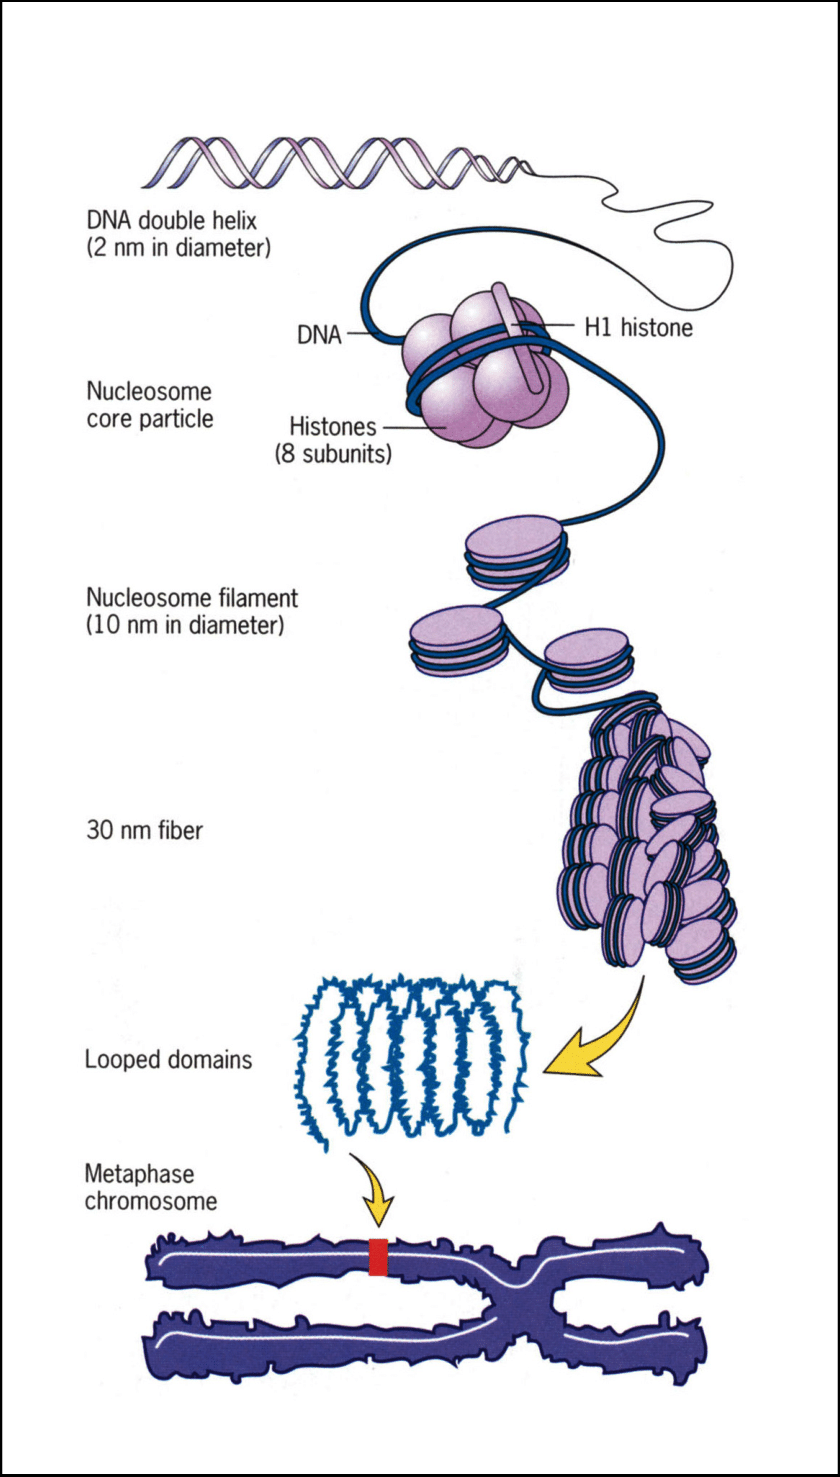 DNA double helix
(2 nm in diameter)
DNA
H1 histone
Nucleosome
core particle
Histones
(8 subunits)
Nucleosome filament
(10 nm in diameter)
30 nm fiber
Looped domains
Metaphase
chromosome